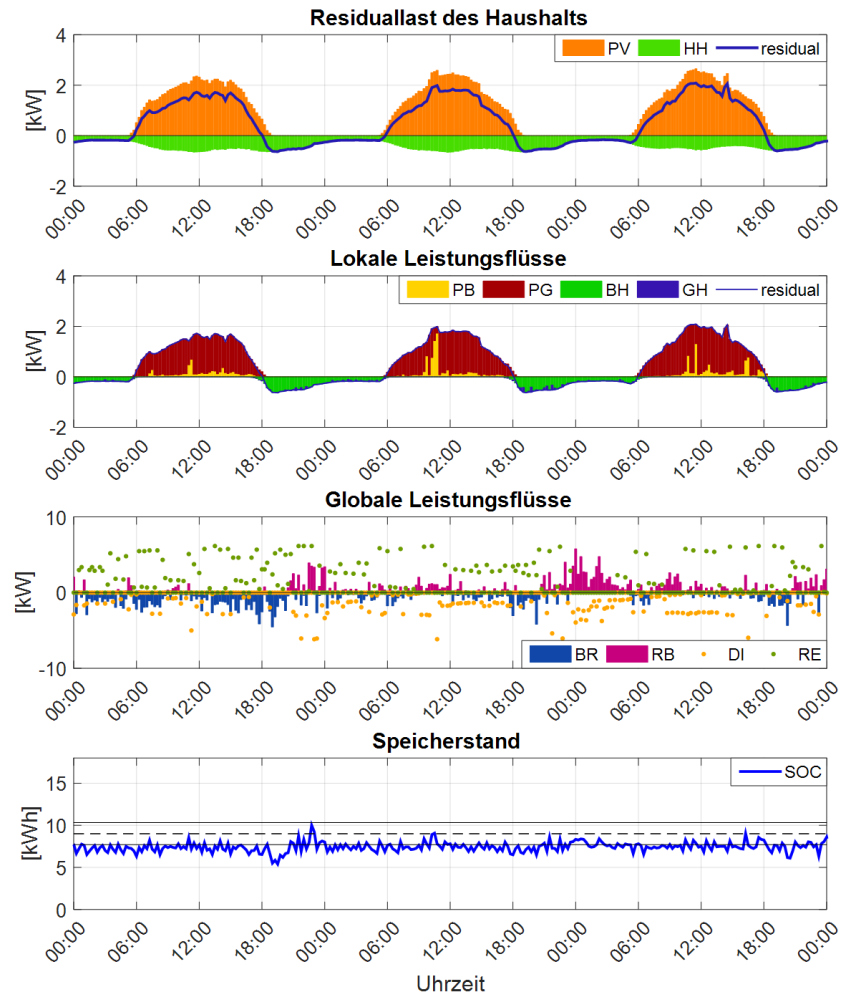 Residuallast des Haushalts
PV HH residual
4
2
0
-2
[kW]
00:00 06:00 12:00 18:00 00:00 06:00 12:00 18:00 00:00 06:00 12:00 18:00 00:00
Lokale Leistungsflüsse
PB PG BH GH residual
4
2
0
-2
[kW]
00:00 06:00 12:00 18:00 00:00 06:00 12:00 18:00 00:00 06:00 12:00 18:00 00:00
Globale Leistungsflüsse
10
0
-10
[kW]
BR RB DI RE
00:00 06:00 12:00 18:00 00:00 06:00 12:00 18:00 00:00 06:00 12:00 18:00 00:00
Speicherstand
SOC
15
10
5
0
[kWh]
00:00 06:00 12:00 18:00 00:00 06:00 12:00 18:00 00:00 06:00 12:00 18:00 00:00
Uhrzeit